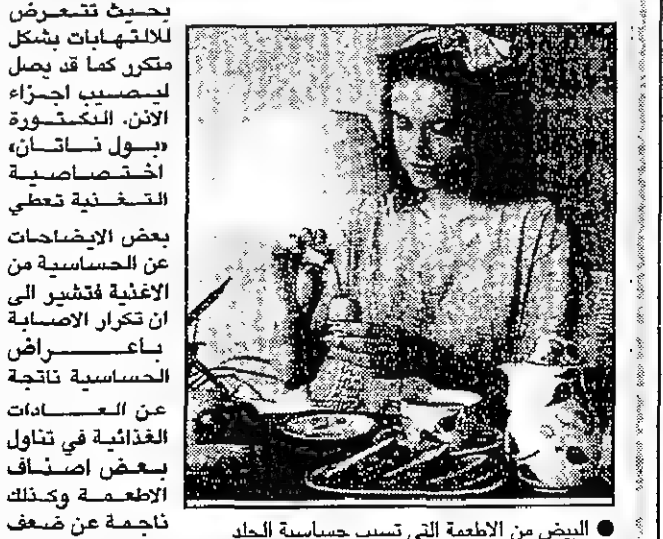 بحيث تتعرض
للالتهابات بشكل
متكرر كما قد يصل
ليصيب اجزاء
الانن. الدكتورة
«بول ناتان»
اختصاصية
التغذية تعطي
بعض الايضاحات
عن الحساسية من
الاغنية فتشير الى
ان تكرار الاصابة
باعراض
الحساسية ناتجة
عن العادات
الغذائية في تناول
بعض اصناف
الاطعمة وكذلك
ناجمة عن ضعف
● البيض من الاطعمة التي تسبب حساسية الجلد